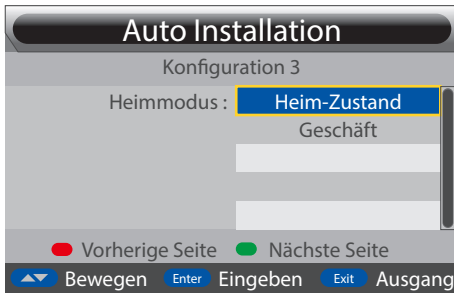 Auto Installation
Konfiguration 3
Heimmodus : Heim-Zustand
Geschäft
Vorherige Seite Nächste Seite
Bewegen Enter Eingeben Exit Ausgang